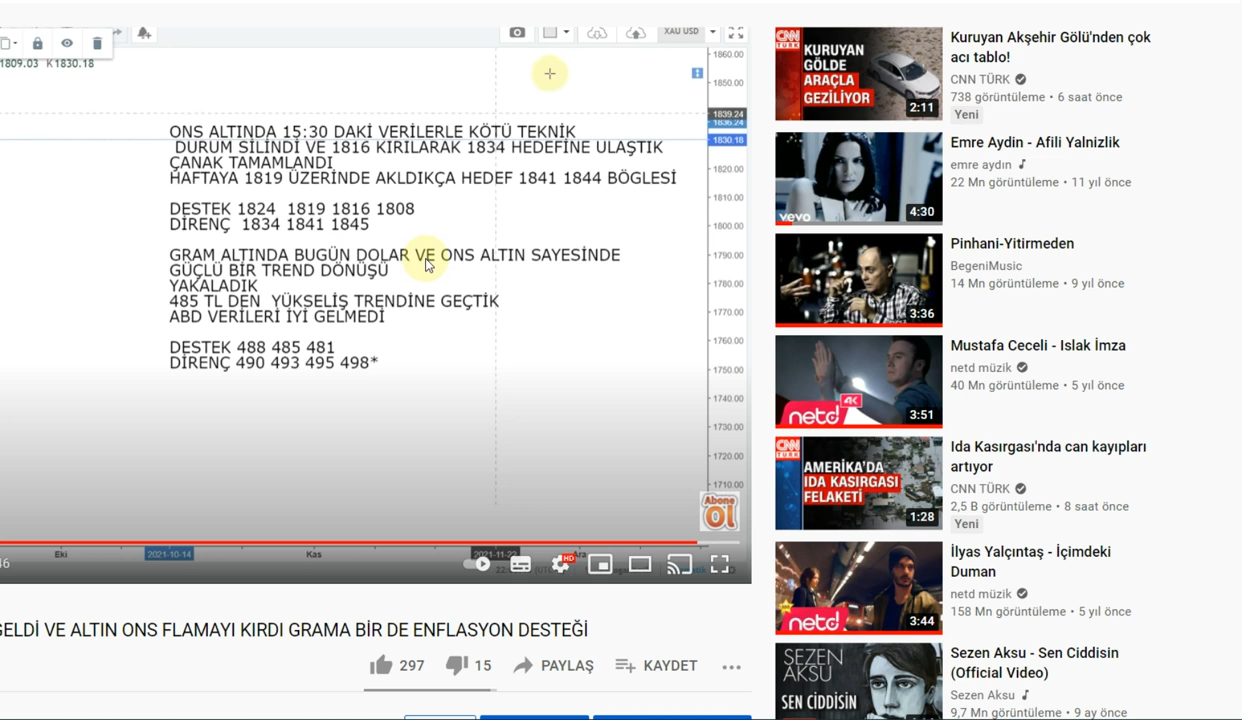 XAU USD
1809.03 K1830.18
1860.00
1850.00
1839.24
1836.24
1830.18
1820.00
1810.00
1800.00
1790.00
1780.00
1770.00
1760.00
1750.00
1740.00
1730.00
1720.00
1710.00
ONS ALTINDA 15:30 DAKİ VERİLERLE KÖTÜ TEKNİK
DURUM SİLİNDİ VE 1816 KIRILARAK 1834 HEDEFİNE ULAŞTIK
ÇANAK TAMAMLANDI
HAFTAYA 1819 ÜZERİNDE AKLDIKÇA HEDEF 1841 1844 BÖGLESİ
DESTEK 1824 1819 1816 1808
DİRENÇ 1834 1841 1845
GRAM ALTINDA BUGÜN DOLAR VE ONS ALTIN SAYESİNDE
GÜÇLÜ BİR TREND DÖNÜŞÜ
YAKALADIK
485 TL DEN YÜKSELİŞ TRENDİNE GEÇTİK
ABD VERİLERİ İYİ GELMEDİ
DESTEK 488 485 481
DİRENÇ 490 493 495 498*
Abone
ol
Eki
2021-10-14
Kas
2021-11-23
Ara
46
HD
GELDİ VE ALTIN ONS FLAMAYI KIRDI GRAMA BİR DE ENFLASYON DESTEĞİ
297
15
PAYLAŞ
KAYDET
CNN
TÜRK
KURUYAN
GÖLDE
ARAÇLA
GEZİLİYOR
2:11
Kuruyan Akşehir Gölü'nden çok
acı tablo!
CNN TÜRK
738 görüntüleme • 6 saat önce
Yeni
vevo
4:30
Emre Aydin - Afili Yalnizlik
emre aydın
22 Mn görüntüleme • 11 yıl önce
3:36
Pinhani-Yitirmeden
BegeniMusic
14 Mn görüntüleme • 9 yıl önce
netd
4K
3:51
Mustafa Ceceli - Islak İmza
netd müzik
40 Mn görüntüleme • 5 yıl önce
CNN
TÜRK
AMERİKA'DA
IDA KASIRGASI
FELAKETİ
1:28
Ida Kasırgası'nda can kayıpları
artıyor
CNN TÜRK
2,5 B görüntüleme • 8 saat önce
Yeni
netd
3:44
İlyas Yalçıntaş - İçimdeki
Duman
netd müzik
158 Mn görüntüleme • 5 yıl önce
SEZEN
AKSU
SEN CİDDİSİN
Sezen Aksu - Sen Ciddisin
(Official Video)
Sezen Aksu
9,7 Mn görüntüleme • 9 ay önce